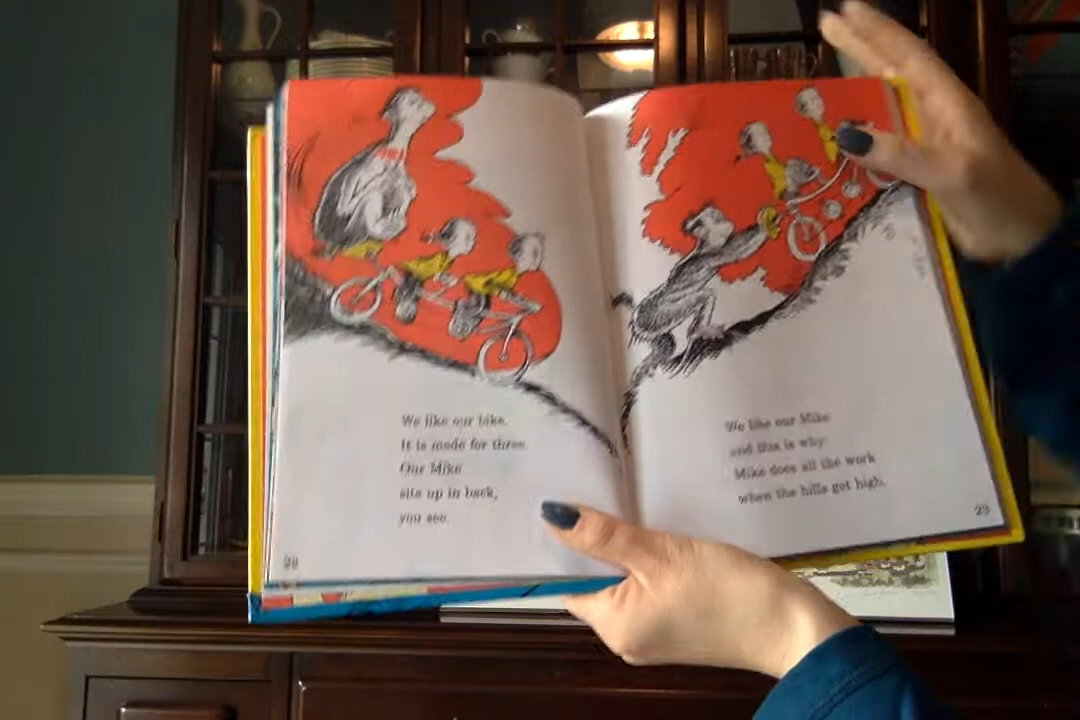 We like our bike.
It is made for three.
Our Mike
sits up in back,
you see.
22
We like our Mike
and this is why:
Mike does all the work
when the hills get high.
23